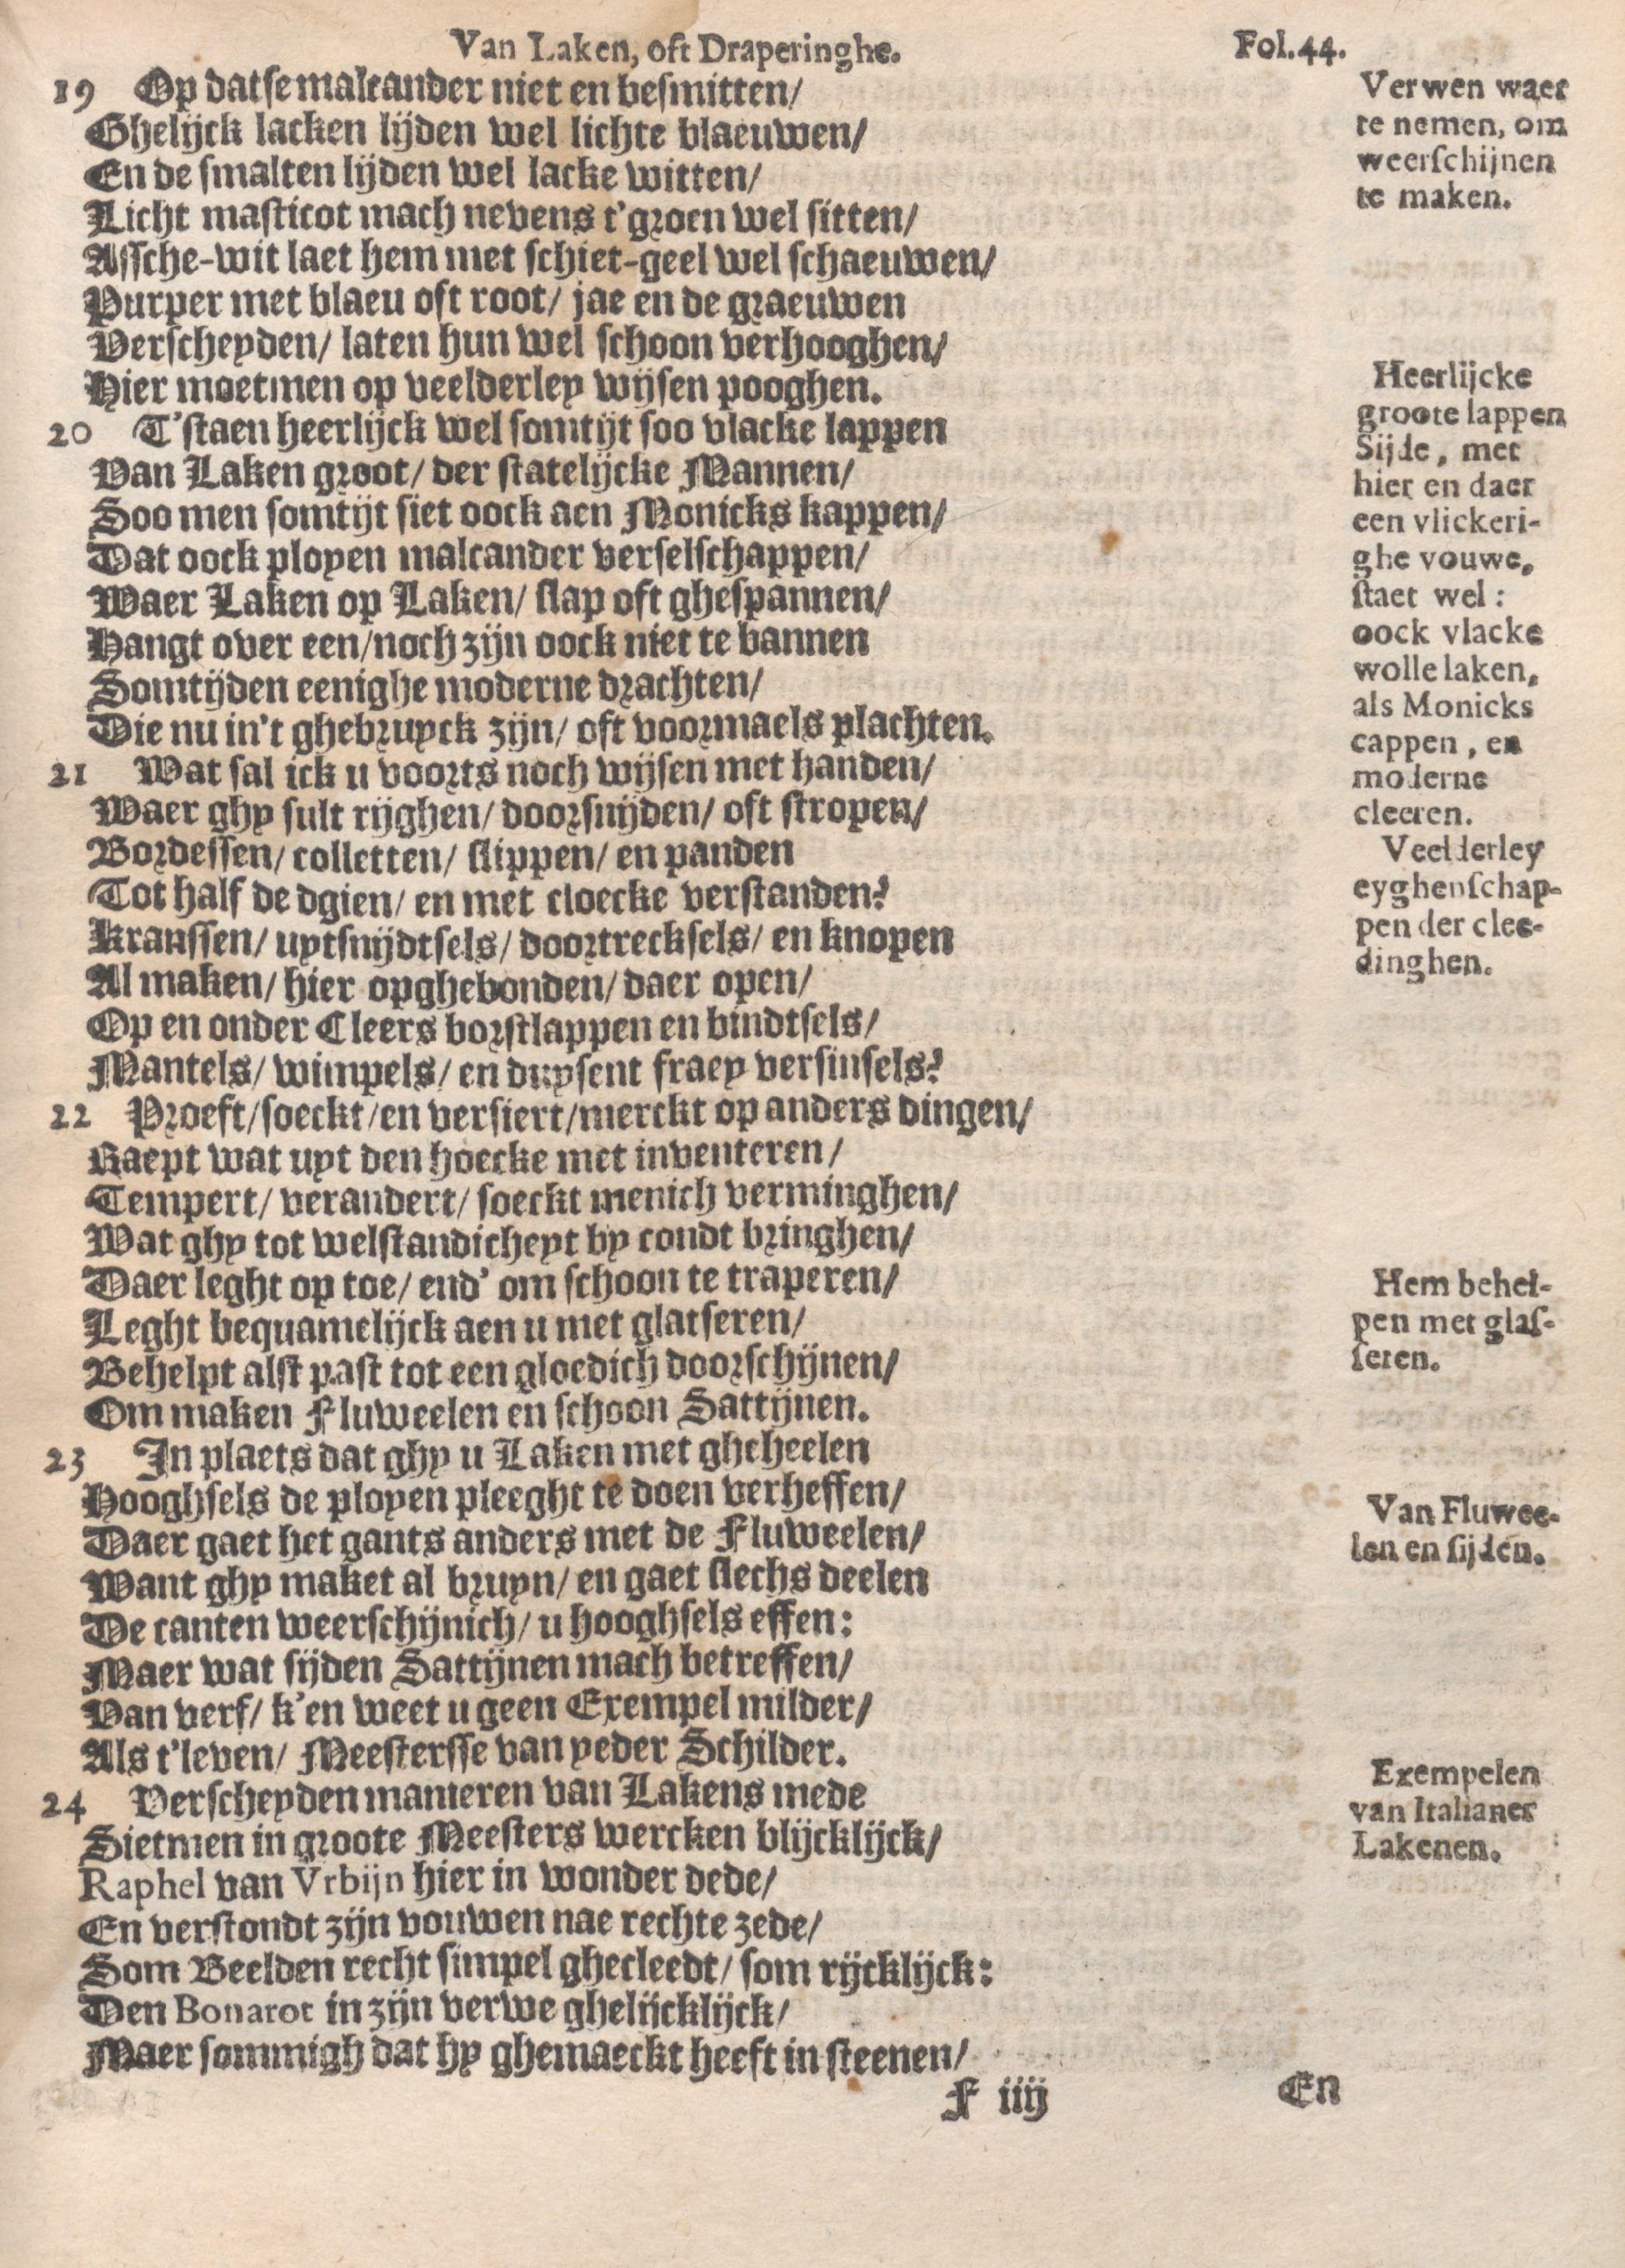 Van Laken, oft Draperinghe. Fol. 44.
19 Op datse malcander niet en besmitten/
Ghelijck lacken lijden wel lichte blaeuwen/
En de smalten lijden wel lacke witten/
Licht masticot mach nevens t'groen wel sitten/
Assche-wit laet hem met schiet-geel wel schaeuwen/
Purper met blaeu oft root/ jae en de graeuwen
Verscheyden/ laten hun wel schoon verhooghen/
Hier moetmen op veelderley wijsen pooghen.
20 T'staen heerlijck wel somtijt soo vlacke lappen
Van Laken groot/ der statelijcke Mannen/
Soo men somtijt siet oock aen Monicks kappen/
Dat oock ployen malcander verselschappen/
Waer Laken op Laken/ slap oft ghespannen/
Hangt over een/ noch zijn oock niet te bannen
Somtijden eenighe moderne drachten/
Die nu in't ghebruyck zijn/ oft voormaels plachten.
21 Wat sal ick u voorts noch wijsen met handen/
Waer ghy sult rijghen/ doorsnijden/ oft stropen/
Bordessen/ colletten/ slippen/ en panden
Tot half de dgien/ en met cloecke verstanden?
Kranssen/ uytsnijdtsels/ doortrecksels/ en knopen
Al maken/ hier opghebonden/ daer open/
Op en onder Cleers borstlappen en bindtsels/
Mantels/ wimpels/ en duysent fraey versinsels?
22 Proeft/ soeckt/ en versiert/ merckt op anders dingen/
Raept wat uyt den hoecke met inventeren/
Tempert/ verandert/ soeckt menich verminghen/
Wat ghy tot welstandicheyt by condt bringhen/
Daer leght op toe/ end' om schoon te traperen/
Leght bequamelijck aen u met glatseren/
Behelpt alst past tot een gloedich doorschijnen/
Om maken Fluweelen en schoon Sattijnen.
23 In plaets dat ghy u Laken met gheheelen
Hooghsels de ployen pleeght te doen verheffen/
Daer gaet het gants anders met de Fluweelen/
Want ghy maket al bruyn/ en gaet slechs deelen
De canten weerschijnich/ u hooghsels effen:
Maer wat sijden Sattijnen mach betreffen/
Van verf/ k'en weet u geen Exempel milder/
Als t'leven/ Meestersse van yeder Schilder.
24 Verscheyden manieren van Lakens mede
Sietmen in groote Meesters wercken blijcklijck/
Raphel van Vrbijn hier in wonder dede/
En verstondt zijn vouwen nae rechte zede/
Som Beelden recht simpel ghecleedt/ som rijcklijck:
Den Bonarot in zijn verwe ghelijcklijck/
Maer sommigh dat hy ghemaeckt heeft in steenen/
F iiij En
Verwen waer
te nemen, om
weerschijnen
te maken.
Heerlijcke
groote lappen
Sijde, met
hier en daer
een vlickeri-
ghe vouwe,
staet wel:
oock vlacke
wolle laken,
als Monicks
cappen, en
moderne
cleeren.
Veelderley
eyghenschap-
pen der clee-
dinghen.
Hem behel-
pen met glas-
seren.
Van Fluwee-
len en sijden.
Exempelen
van Italianer
Lakenen.